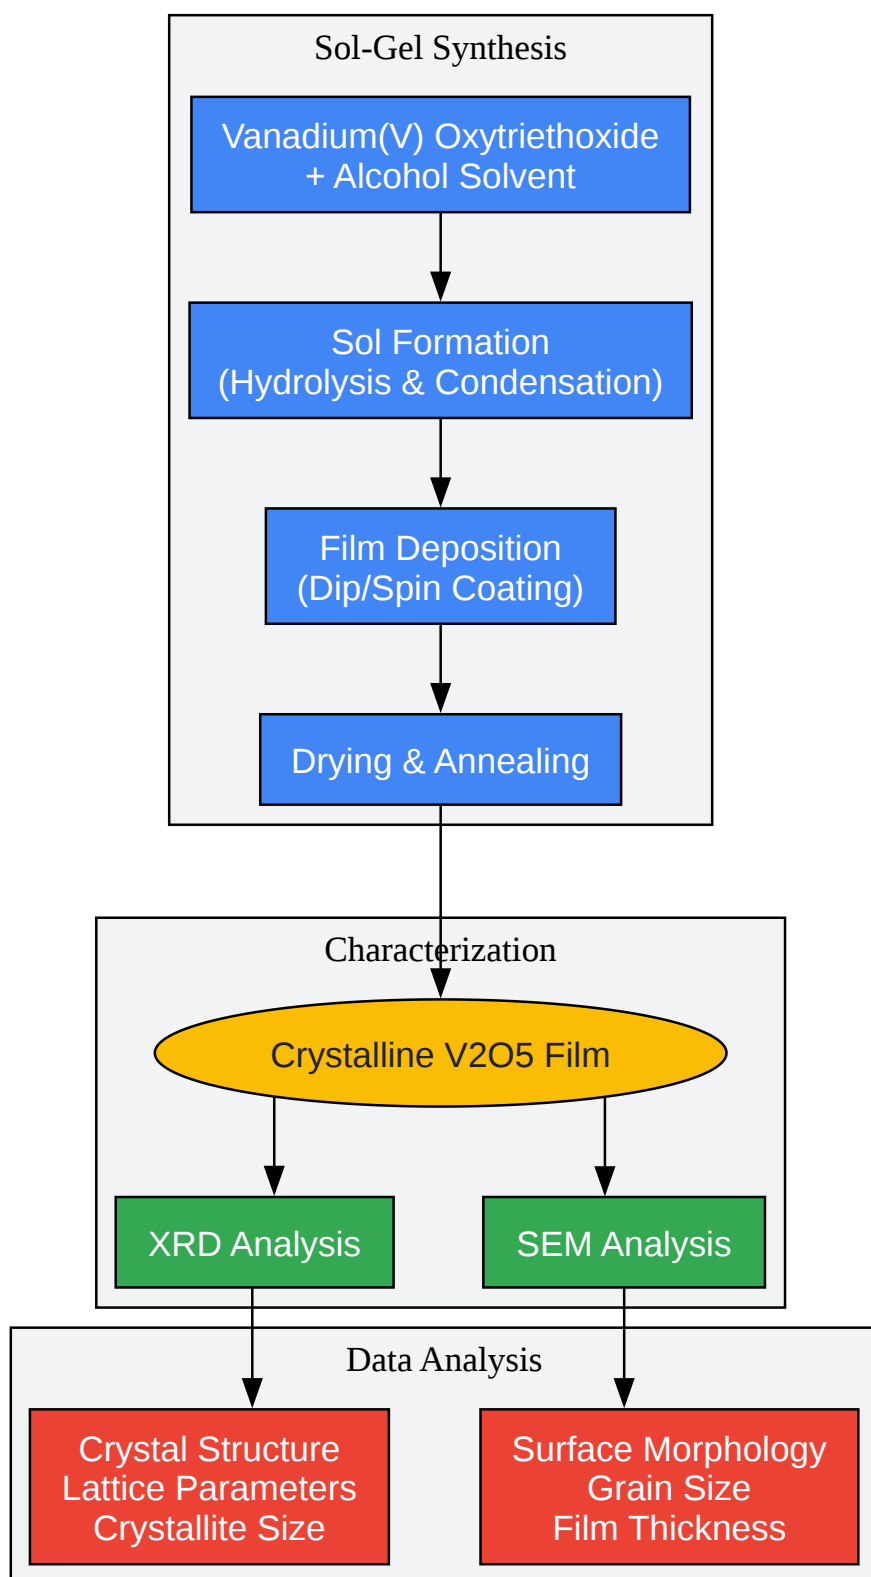 Sol-Gel Synthesis
Vanadium(V) Oxytriethoxide
+ Alcohol Solvent
Sol Formation
(Hydrolysis & Condensation)
Film Deposition
(Dip/Spin Coating)
Drying & Annealing
Characterization
Crystalline V2O5 Film
XRD Analysis
SEM Analysis
Data Analysis
Crystal Structure
Lattice Parameters
Crystallite Size
Surface Morphology
Grain Size
Film Thickness